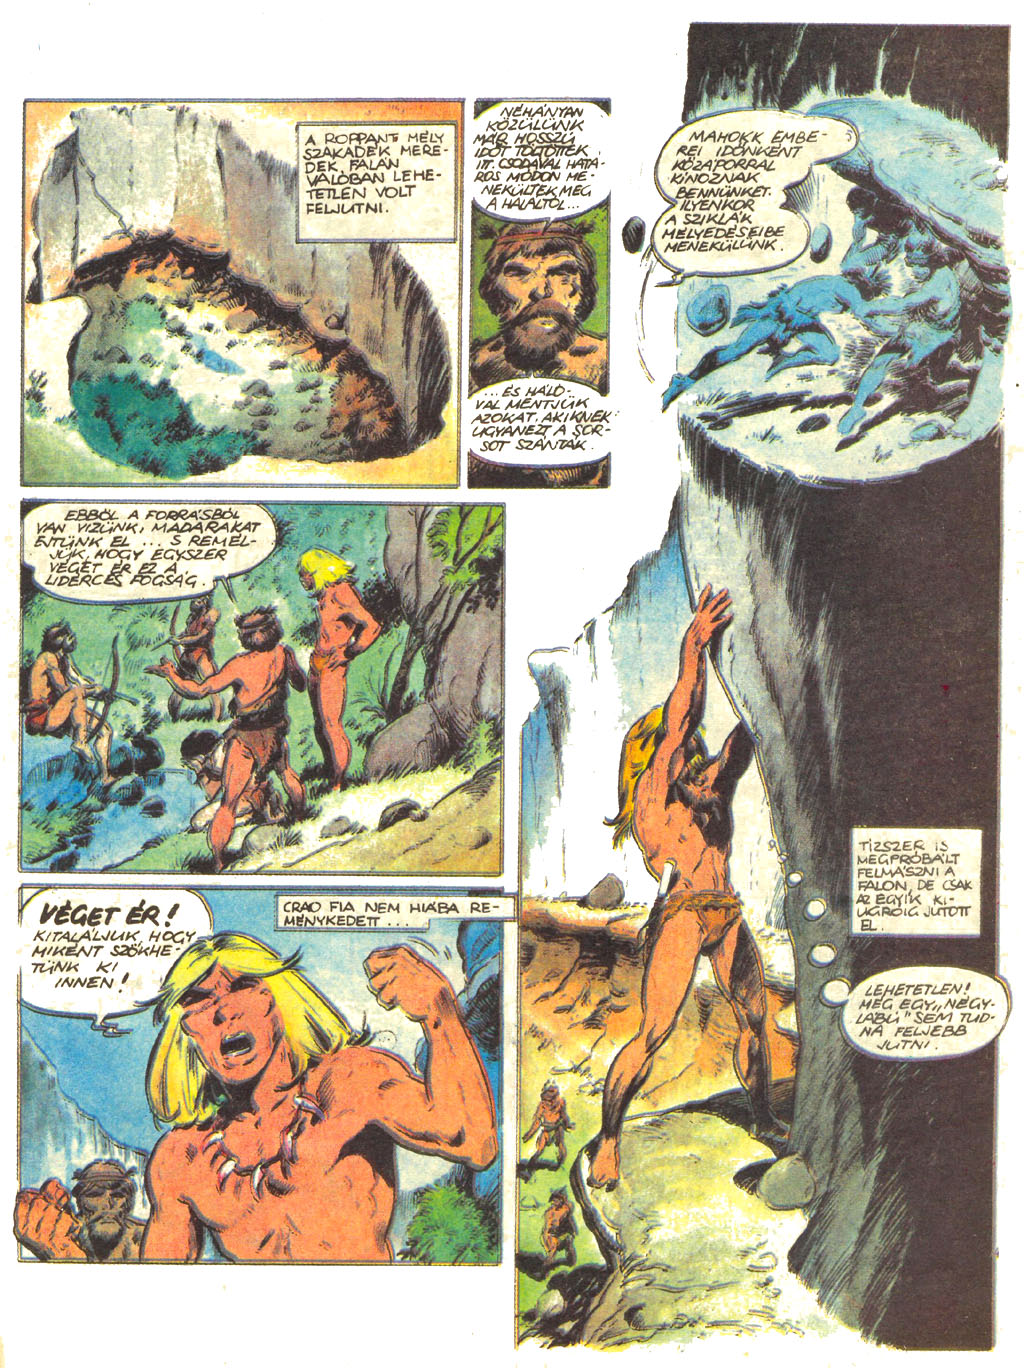 A ROPPANT MÉLY
SZAKADÉK MERE-
DEK FALÁN
VALÓBAN LEHE-
TETLEN VOLT
FELJUTNI.
NÉHÁNYAN
KÖZÜLÜNK
MÁR HOSSZÚ
IDŐT TÖLTÖTTEK
ITT. CSODÁVAL HATÁ-
ROS MÓDON ME-
NEKÜLTEK MEG
A HALÁLTÓL...
...ÉS HÁLÓ-
VAL MENTJÜK
AZOKAT, AKIKNEK
UGYANEZT A SOR-
SOT SZÁNTÁK.
MAHOKK EMBE-
REI IDŐNKÉNT
KŐZÁPORRAL
KÍNOZNAK
BENNÜNKET.
ILYENKOR
A SZIKLÁK
MÉLYEDÉSEIBE
MENEKÜLÜNK.
EBBŐL A FORRÁSBÓL
VAN VIZÜNK, MADARAKAT
EJTÜNK EL... S REMÉL-
JÜK, HOGY EGYSZER
VÉGET ÉR EZ A
LIDÉRCES FOGSÁG.
VÉGET ÉR!
KITALÁLJUK, HOGY
MIKÉNT SZÖKHE-
TÜNK KI
INNEN!
CRAO FIA NEM HIÁBA RE-
MÉNYKEDETT....
TÍZSZER IS
MEGPRÓBÁLT
FELMÁSZNI A
FALON, DE CSAK
AZ EGYIK KI-
UGRÓIG JUTOTT
EL.
LEHETETLEN!
MÉG EGY „NÉGY-
LÁBÚ" SEM TUD-
NA FELJEBB
JUTNI.